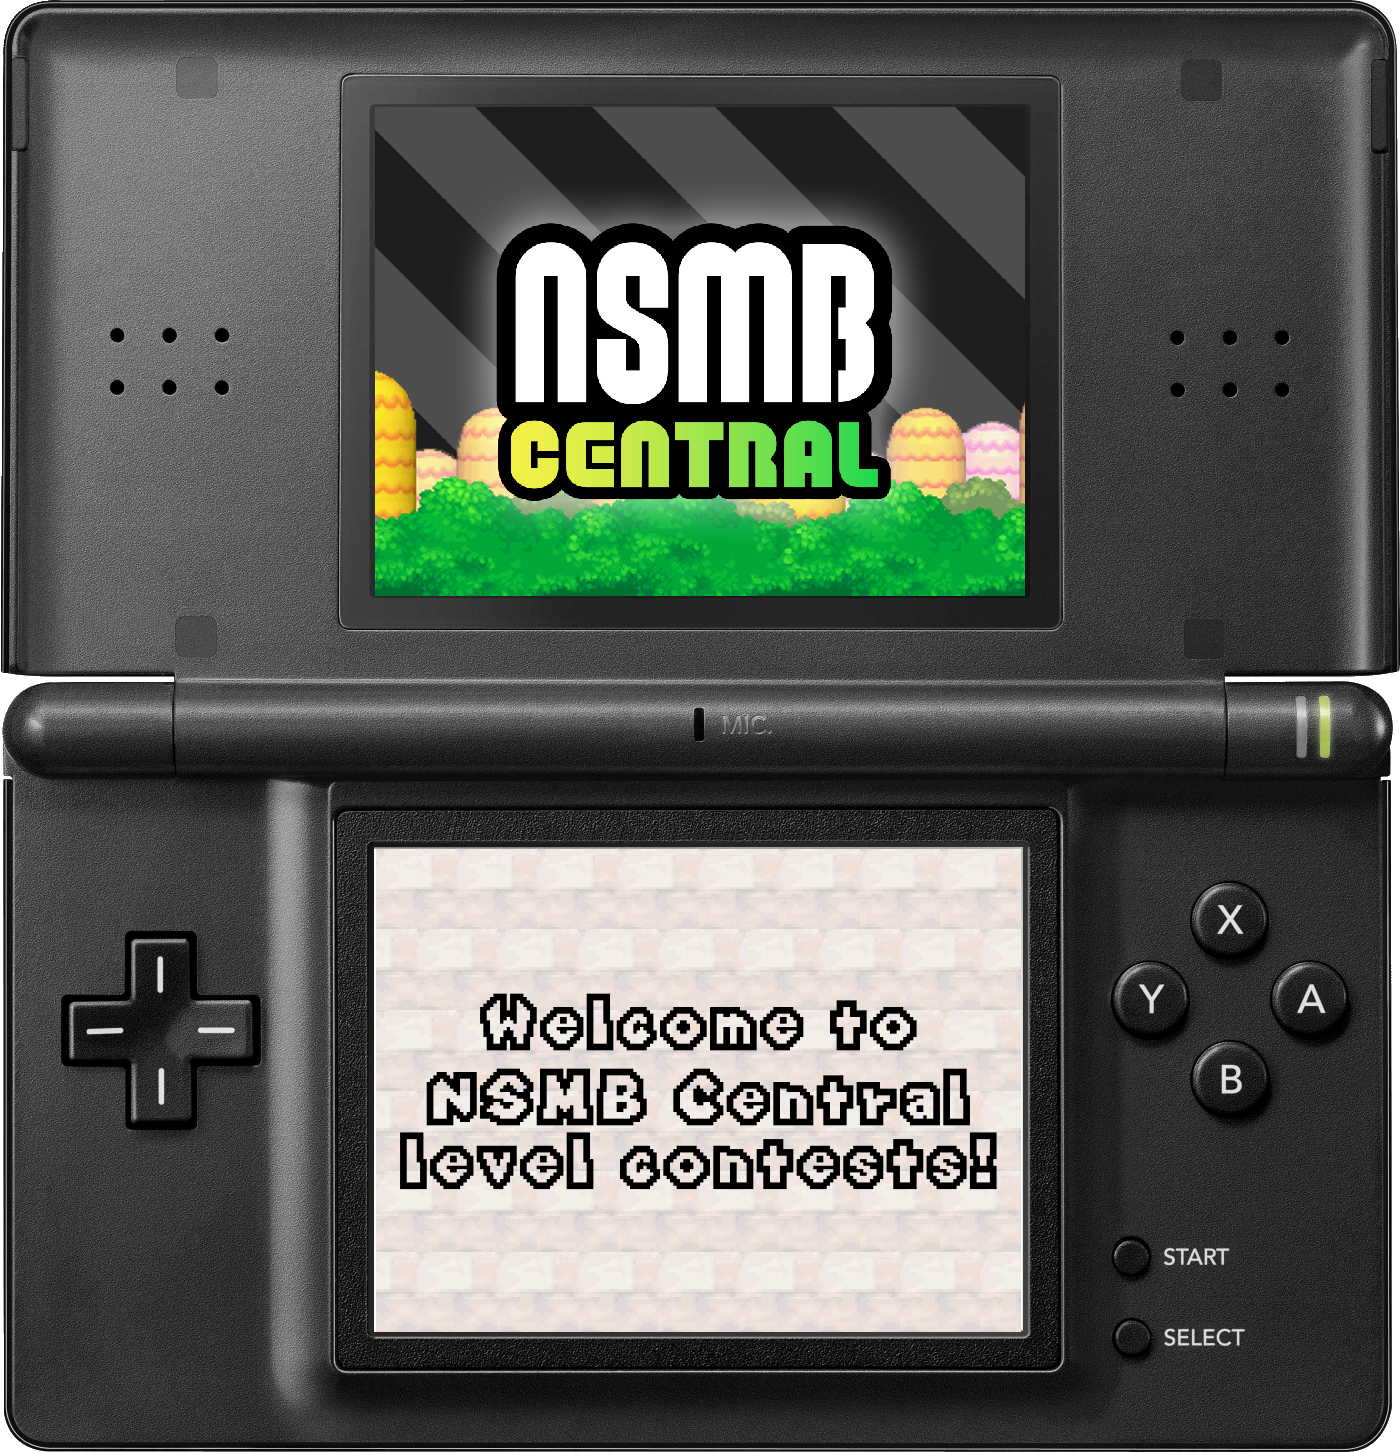 NSMB
CENTRAL
MIC.
Welcome to
NSMB Central
level contests!
X
Y
A
B
START
SELECT